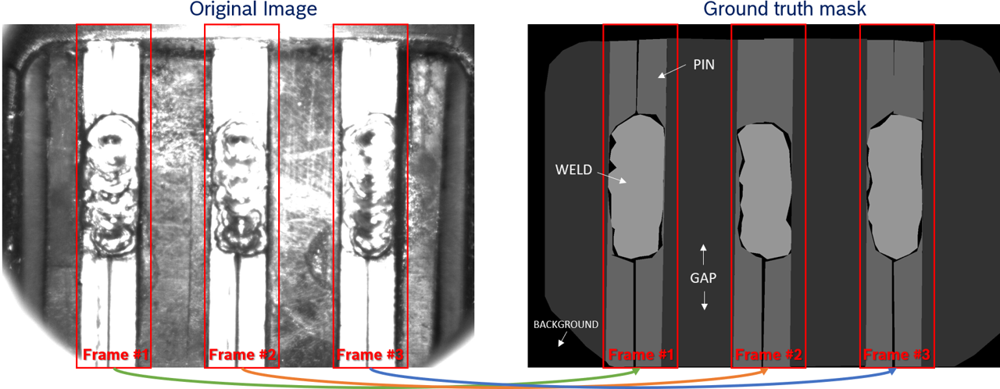 Original Image
Ground truth mask
PIN
WELD
GAP
BACKGROUND
Frame #1
Frame #2
Frame #3
Frame #1
Frame #2
Frame #3